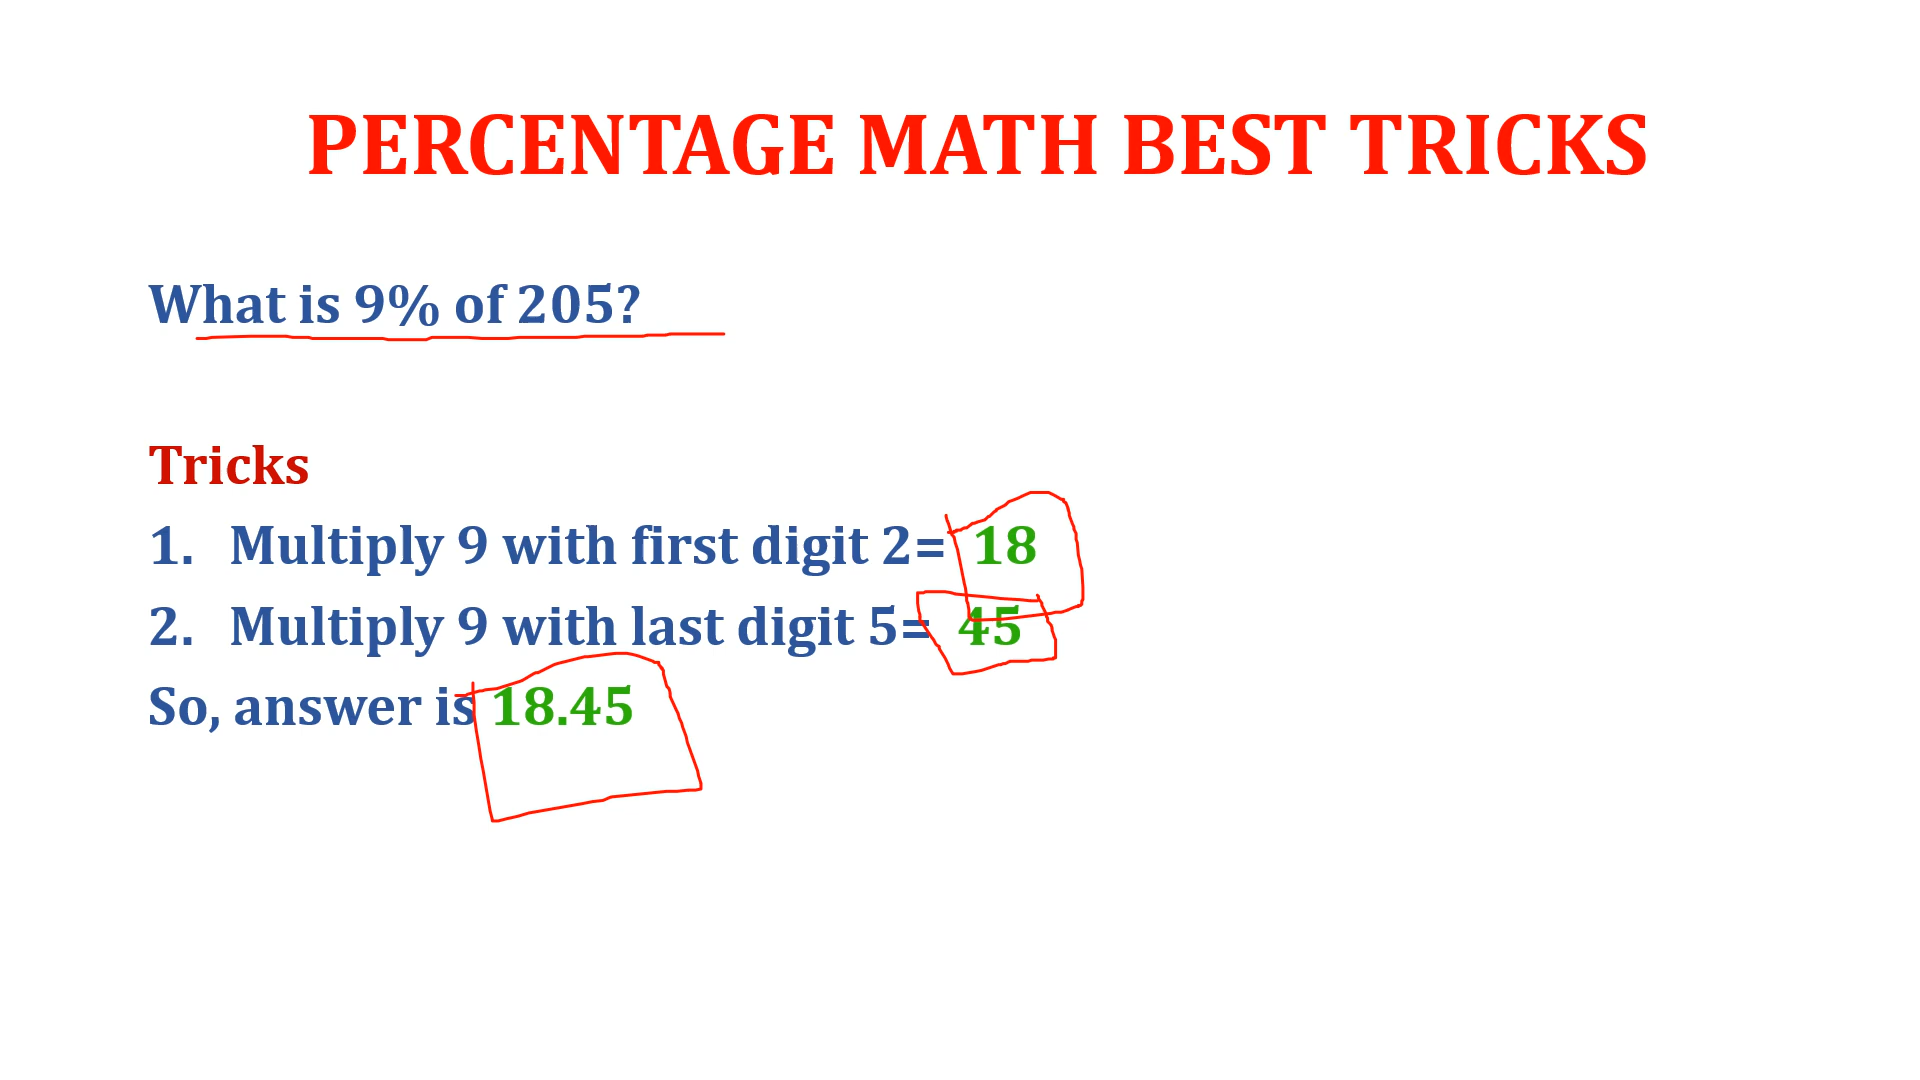 PERCENTAGE MATH BEST TRICKS
What is 9% of 205?
Tricks
1. Multiply 9 with first digit 2= 18
2. Multiply 9 with last digit 5= 45
So, answer is 18.45